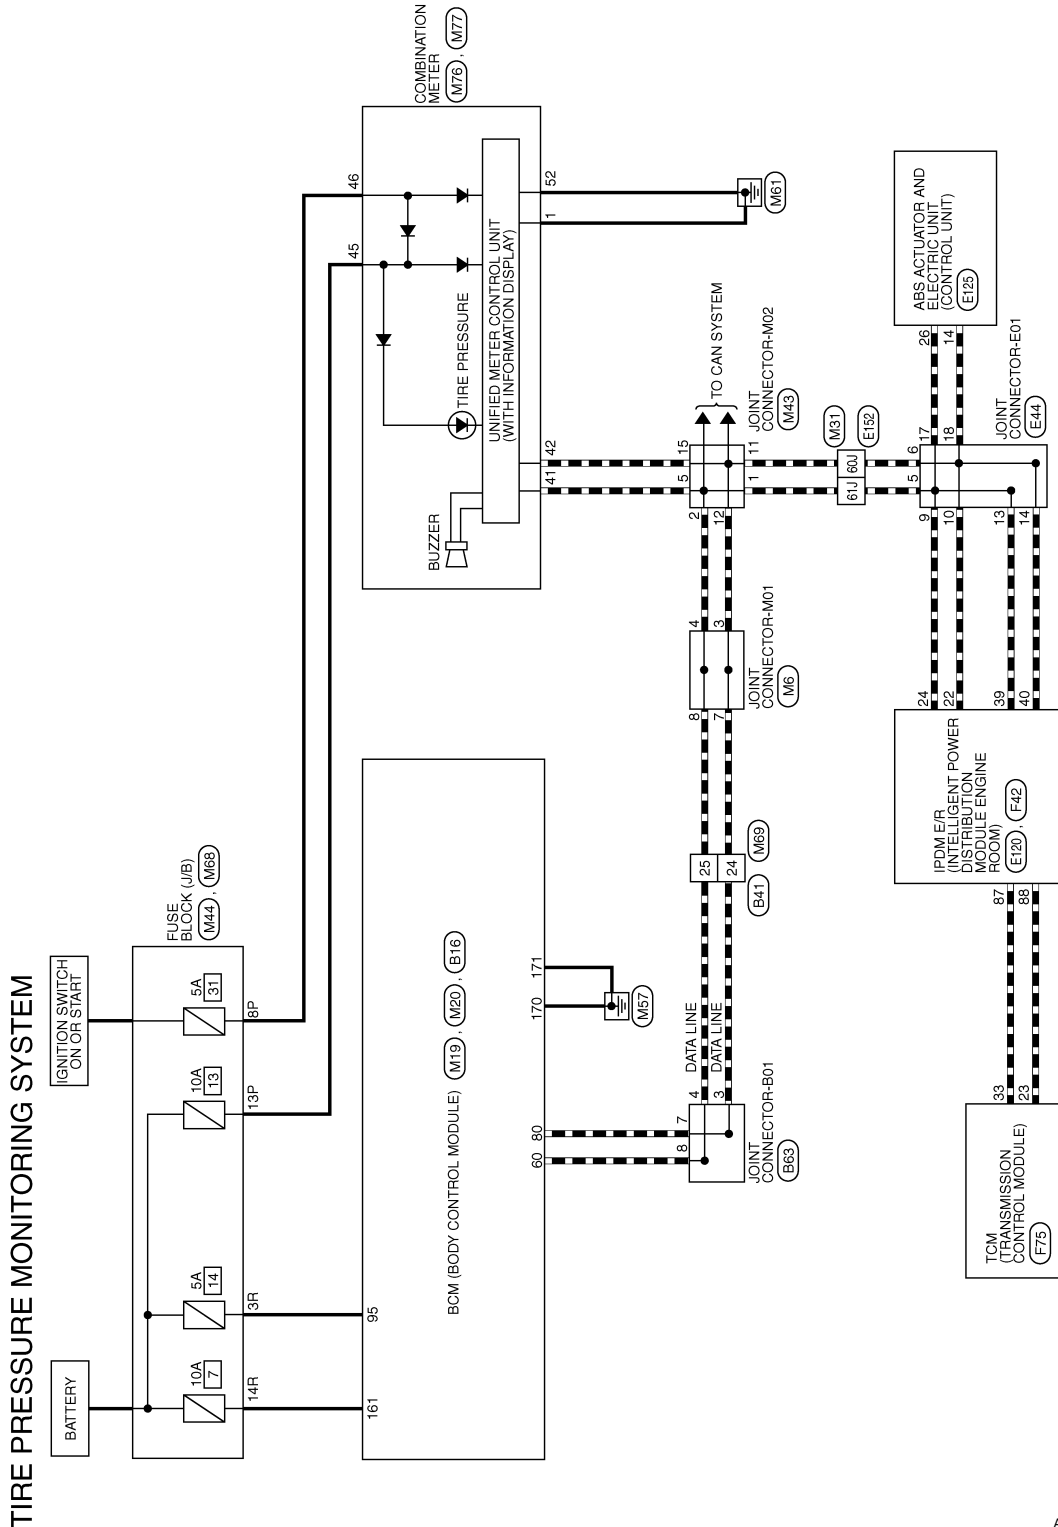 TIRE PRESSURE MONITORING SYSTEM
BATTERY
IGNITION SWITCH
ON OR START
FUSE
BLOCK (J/B)
M44 , M68
10A
7
5A
14
10A
13
5A
31
14R
3R
13P
8P
161
95
BCM (BODY CONTROL MODULE)
M19 , M20 , B16
60
80
170
171
M57
COMBINATION
METER
M76 , M77
45
46
BUZZER
TIRE PRESSURE
UNIFIED METER CONTROL UNIT
(WITH INFORMATION DISPLAY)
41
42
1
52
M61
8
7
4
3
JOINT
CONNECTOR-B01
B63
DATA LINE
DATA LINE
25
24
B41
M69
8
7
4
3
JOINT
CONNECTOR-M01
M6
2
12
5
15
1
11
TO CAN SYSTEM
JOINT
CONNECTOR-M02
M43
61J
60J
M31
E152
5
6
9
10
13
14
17
18
JOINT
CONNECTOR-E01
E44
26
14
ABS ACTUATOR AND
ELECTRIC UNIT
(CONTROL UNIT)
E125
24
22
39
40
IPDM E/R
(INTELLIGENT POWER
DISTRIBUTION
MODULE ENGINE
ROOM)
E120 , F42
87
88
33
23
TCM
(TRANSMISSION
CONTROL MODULE)
F75